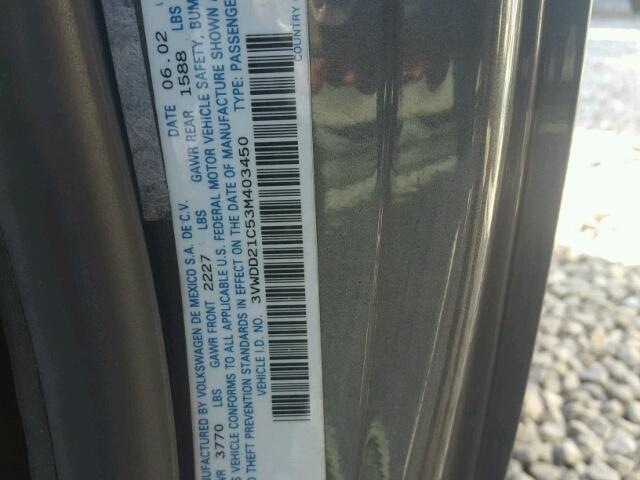 NUFACTURED BY VOLKSWAGEN DE MEXICO S.A. DE C.V. DATE 06.02
WR 3770 LBS GAWR FRONT 2227 LBS GAWR REAR 1588 LBS
S VEHICLE CONFORMS TO ALL APPLICABLE U.S. FEDERAL MOTOR VEHICLE SAFETY, BUM
D THEFT PREVENTION STANDARDS IN EFFECT ON THE DATE OF MANUFACTURE SHOWN
VEHICLE I.D. NO. 3VWDD21C53M403450 TYPE: PASSENGE
COUNTRY